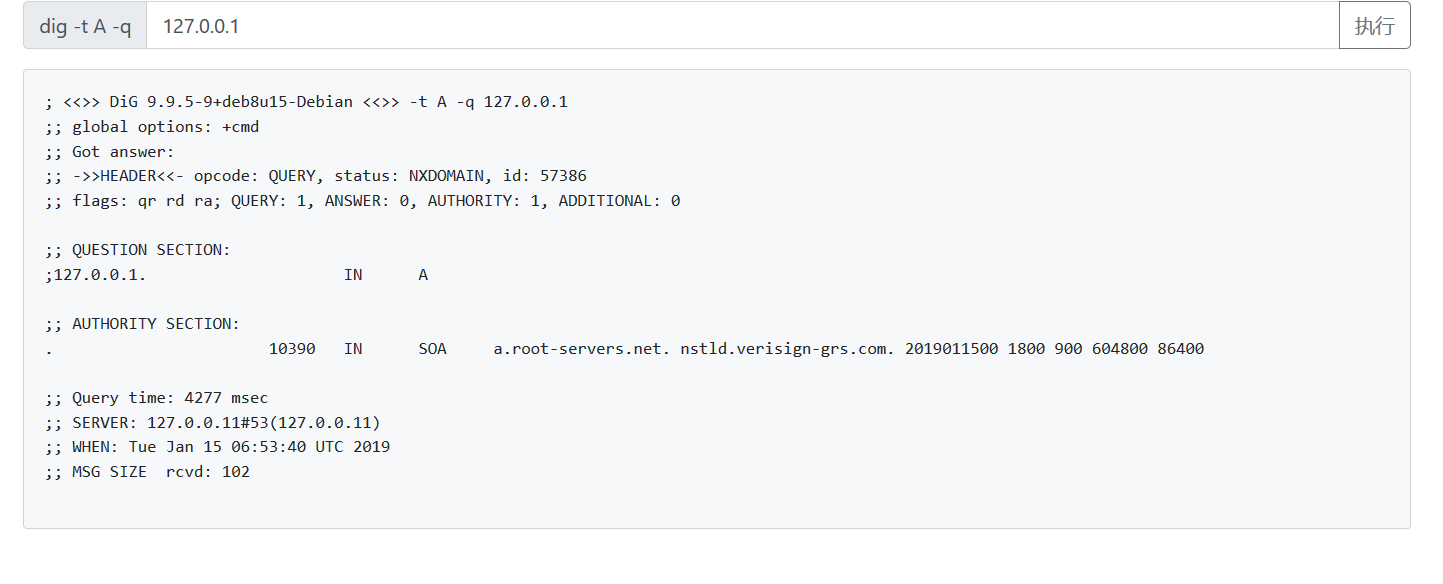 dig -t A -q 127.0.0.1 执行
; <<>> DiG 9.9.5-9+deb8u15-Debian <<>> -t A -q 127.0.0.1
;; global options: +cmd
;; Got answer:
;; ->>HEADER<<- opcode: QUERY, status: NXDOMAIN, id: 57386
;; flags: qr rd ra; QUERY: 1, ANSWER: 0, AUTHORITY: 1, ADDITIONAL: 0
;; QUESTION SECTION:
;127.0.0.1. IN A
;; AUTHORITY SECTION:
. 10390 IN SOA a.root-servers.net. nstld.verisign-grs.com. 2019011500 1800 900 604800 86400
;; Query time: 4277 msec
;; SERVER: 127.0.0.11#53(127.0.0.11)
;; WHEN: Tue Jan 15 06:53:40 UTC 2019
;; MSG SIZE rcvd: 102